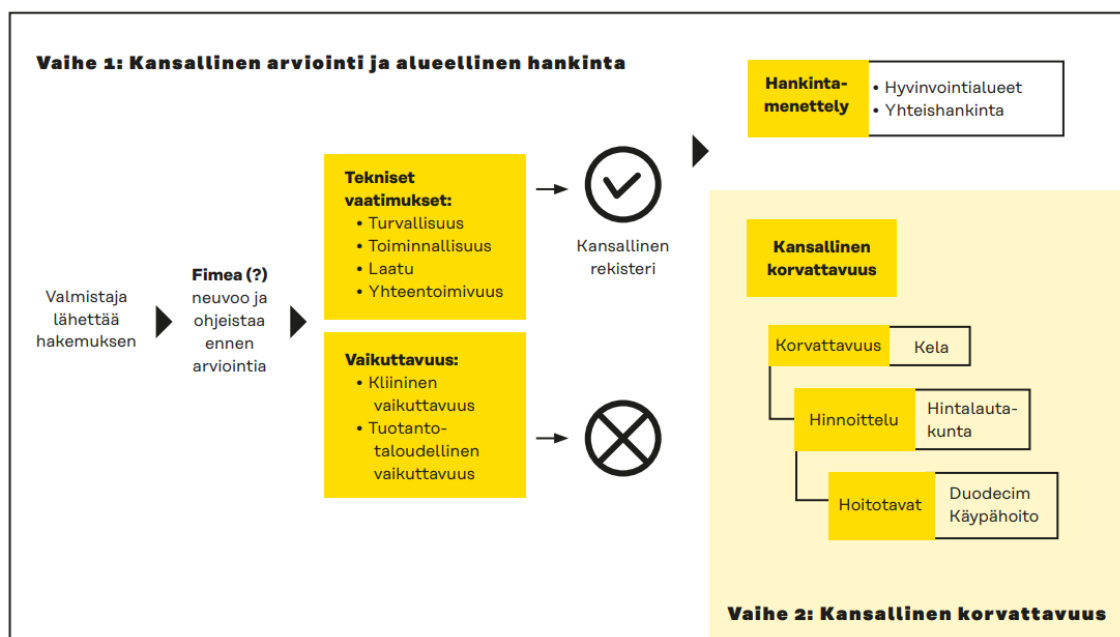 Vaihe 1: Kansallinen arviointi ja alueellinen hankinta
Valmistaja
lähettää
hakemuksen
Fimea (?)
neuvoo ja
ohjeistaa
ennen
arviointia
Tekniset
vaatimukset:
• Turvallisuus
• Toiminnallisuus
• Laatu
• Yhteentoimivuus
Vaikuttavuus:
• Kliininen
vaikuttavuus
• Tuotanto-
taloudellinen
vaikuttavuus
Kansallinen
rekisteri
Hankinta-
menettely
• Hyvinvointialueet
• Yhteishankinta
Kansallinen
korvattavuus
Korvattavuus
Kela
Hinnoittelu
Hintalauta-
kunta
Hoitotavat
Duodecim
Käypähoito
Vaihe 2: Kansallinen korvattavuus